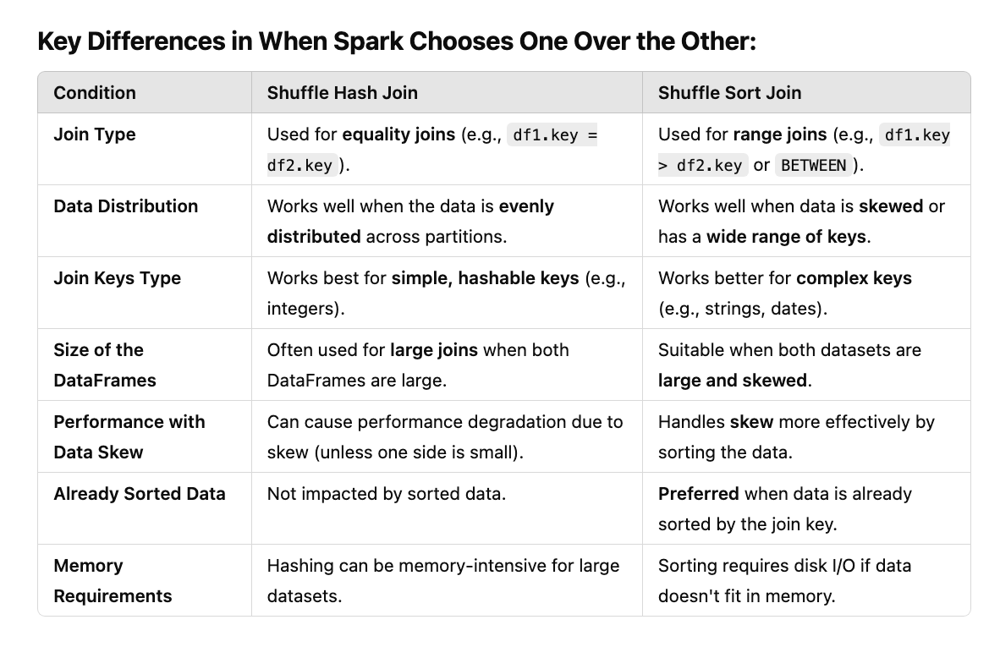 Key Differences in When Spark Chooses One Over the Other:
Condition
Shuffle Hash Join
Shuffle Sort Join
Join Type
Used for equality joins (e.g., df1.key =
df2.key ).
Used for range joins (e.g., df1.key
> df2.key or BETWEEN ).
Data Distribution
Works well when the data is evenly
distributed across partitions.
Works well when data is skewed or
has a wide range of keys.
Join Keys Type
Works best for simple, hashable keys (e.g.,
integers).
Works better for complex keys
(e.g., strings, dates).
Size of the
DataFrames
Often used for large joins when both
DataFrames are large.
Suitable when both datasets are
large and skewed.
Performance with
Data Skew
Can cause performance degradation due to
skew (unless one side is small).
Handles skew more effectively by
sorting the data.
Already Sorted Data
Not impacted by sorted data.
Preferred when data is already
sorted by the join key.
Memory
Requirements
Hashing can be memory-intensive for large
datasets.
Sorting requires disk I/O if data
doesn't fit in memory.